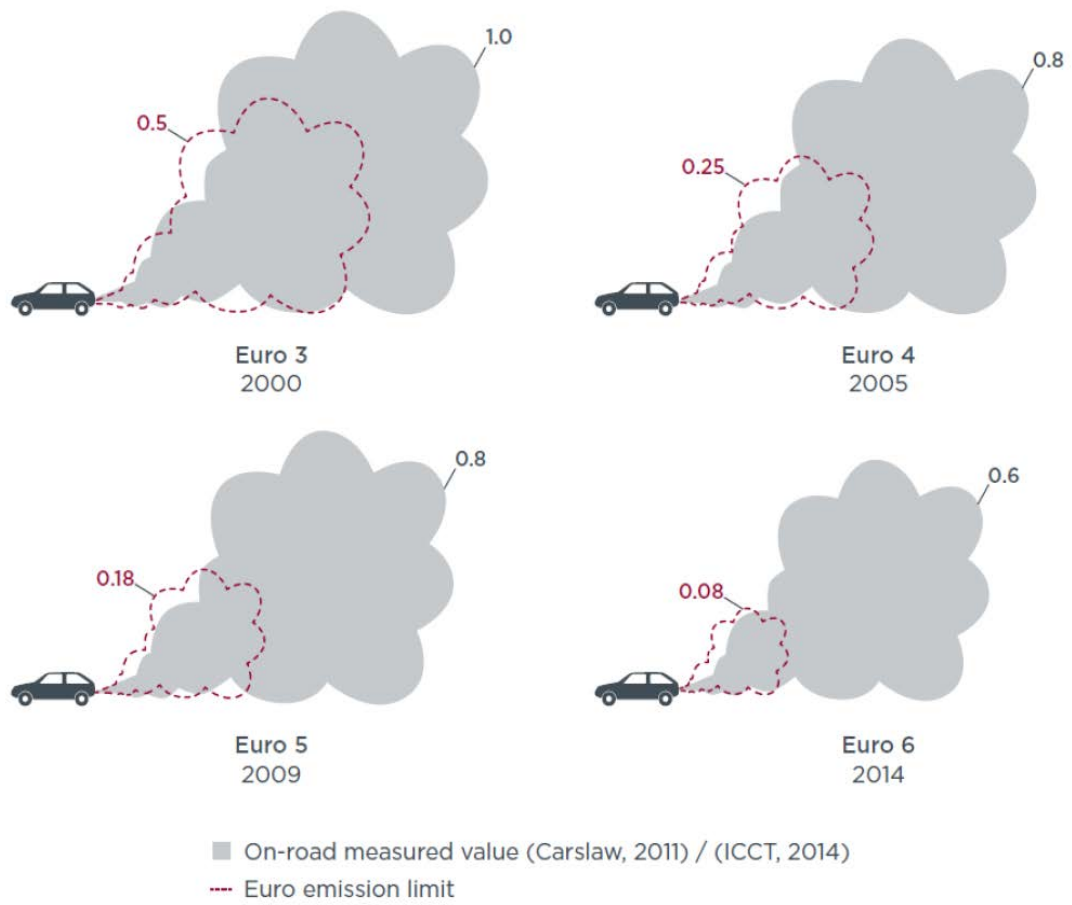 1.0
0.5
Euro 3
2000
0.8
0.25
Euro 4
2005
0.8
0.18
Euro 5
2009
0.6
0.08
Euro 6
2014
On-road measured value (Carslaw, 2011) / (ICCT, 2014)
Euro emission limit